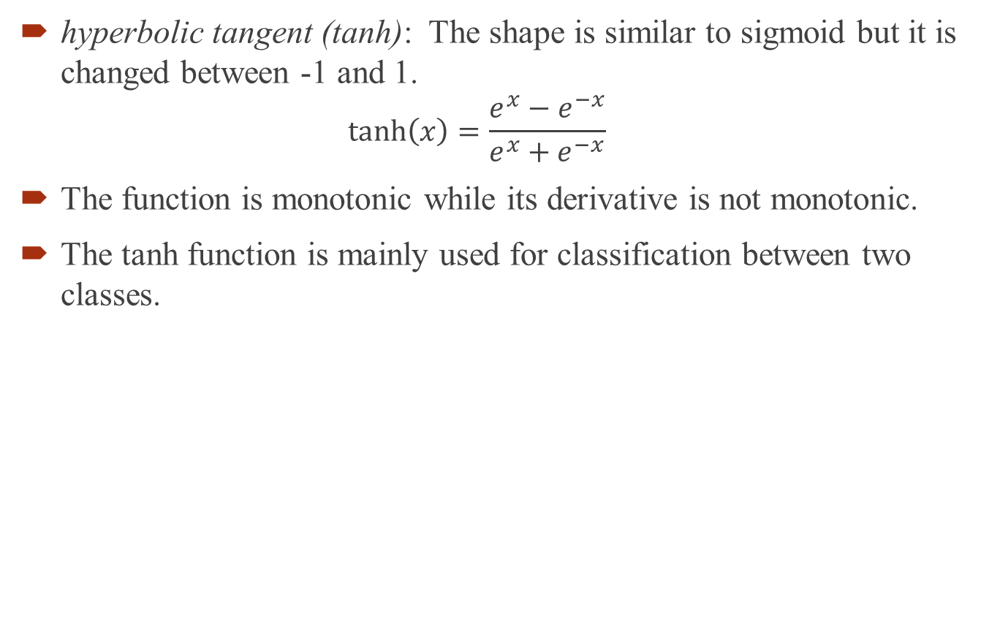 hyperbolic tangent (tanh): The shape is similar to sigmoid but it is
changed between -1 and 1.
tanh(x) = (e^x − e^−x) / (e^x + e^−x)
The function is monotonic while its derivative is not monotonic.
The tanh function is mainly used for classification between two
classes.